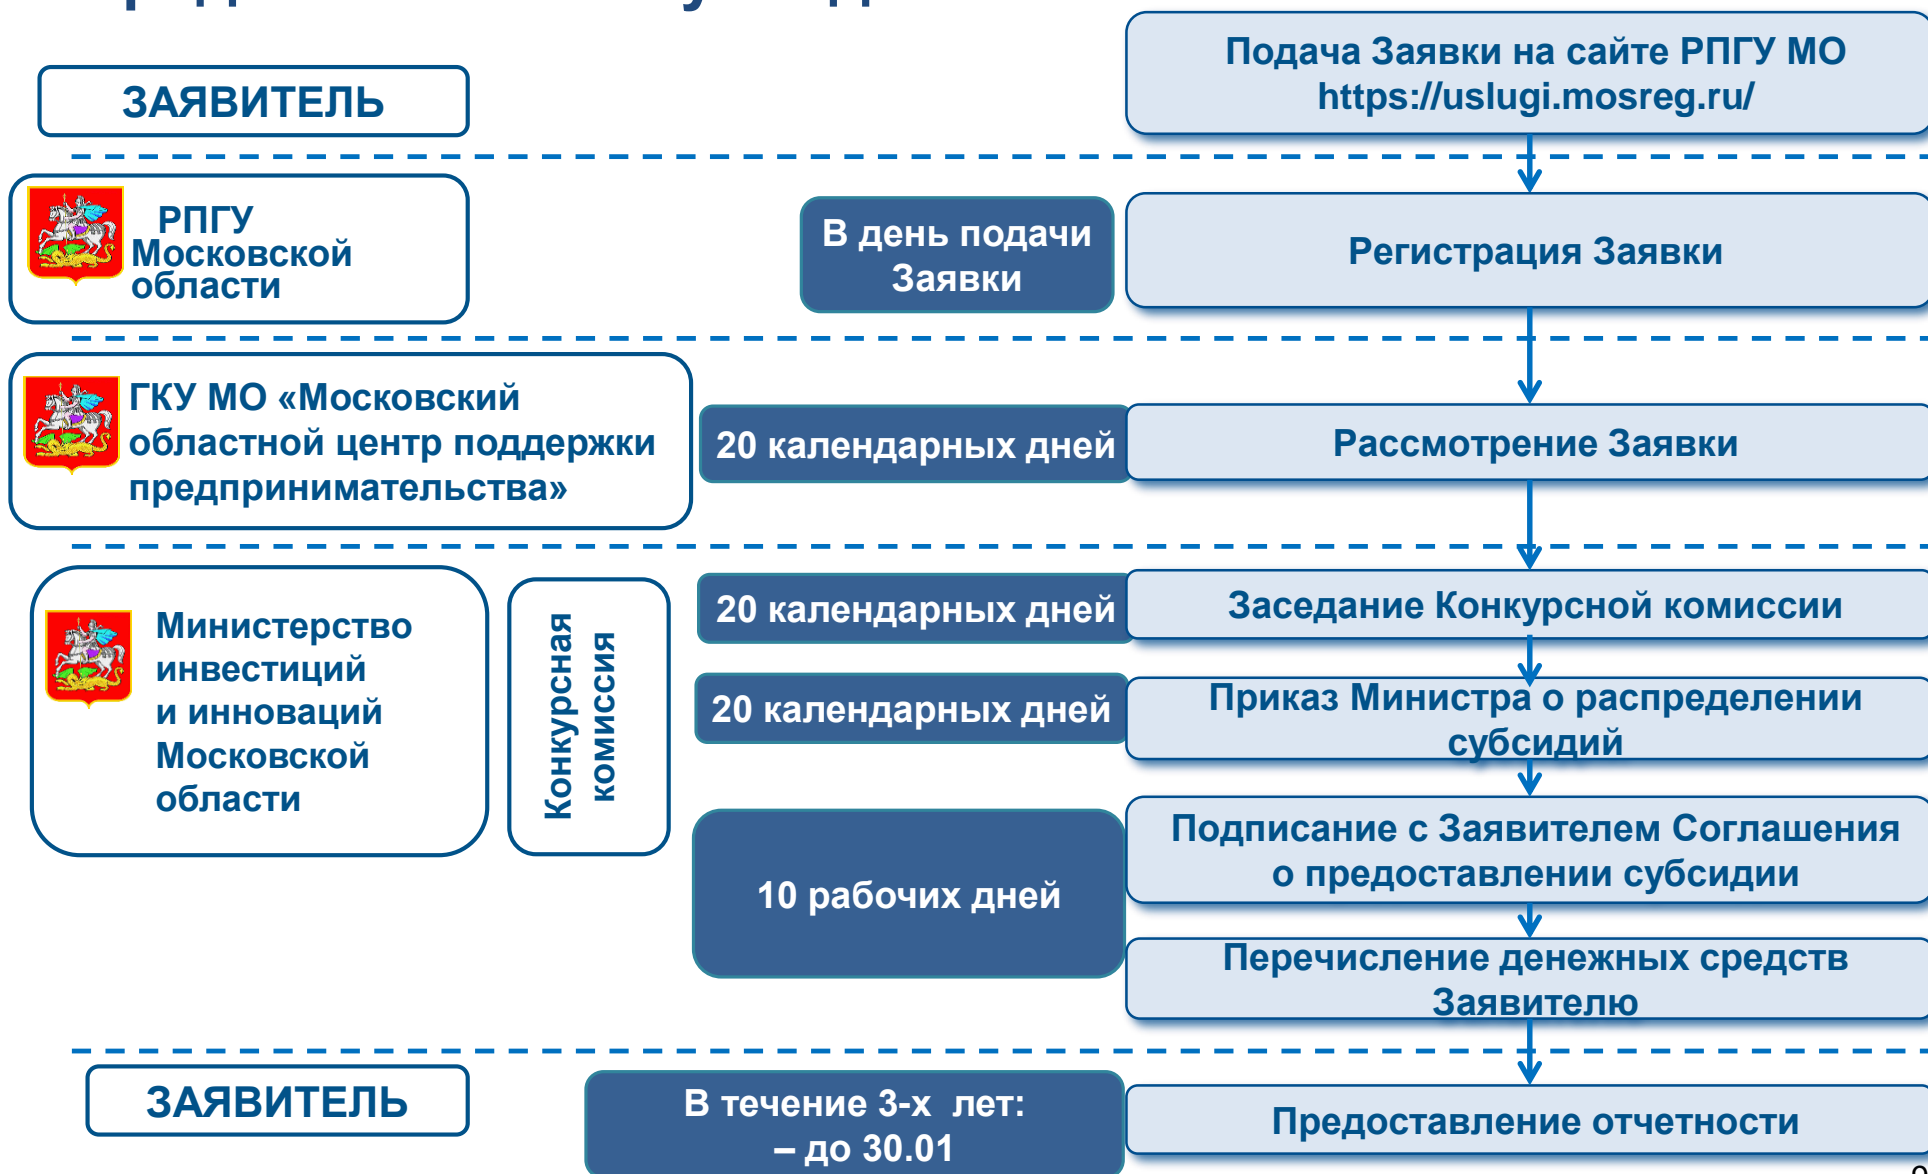 ЗАЯВИТЕЛЬ
Подача Заявки на сайте РПГУ МО
https://uslugi.mosreg.ru/
РПГУ
Московской
области
В день подачи
Заявки
Регистрация Заявки
ГКУ МО «Московский
областной центр поддержки
предпринимательства»
20 календарных дней
Рассмотрение Заявки
Министерство
инвестиций
и инноваций
Московской
области
Конкурсная
комиссия
20 календарных дней
Заседание Конкурсной комиссии
20 календарных дней
Приказ Министра о распределении
субсидий
10 рабочих дней
Подписание с Заявителем Соглашения
о предоставлении субсидии
Перечисление денежных средств
Заявителю
ЗАЯВИТЕЛЬ
В течение 3-х лет:
– до 30.01
Предоставление отчетности